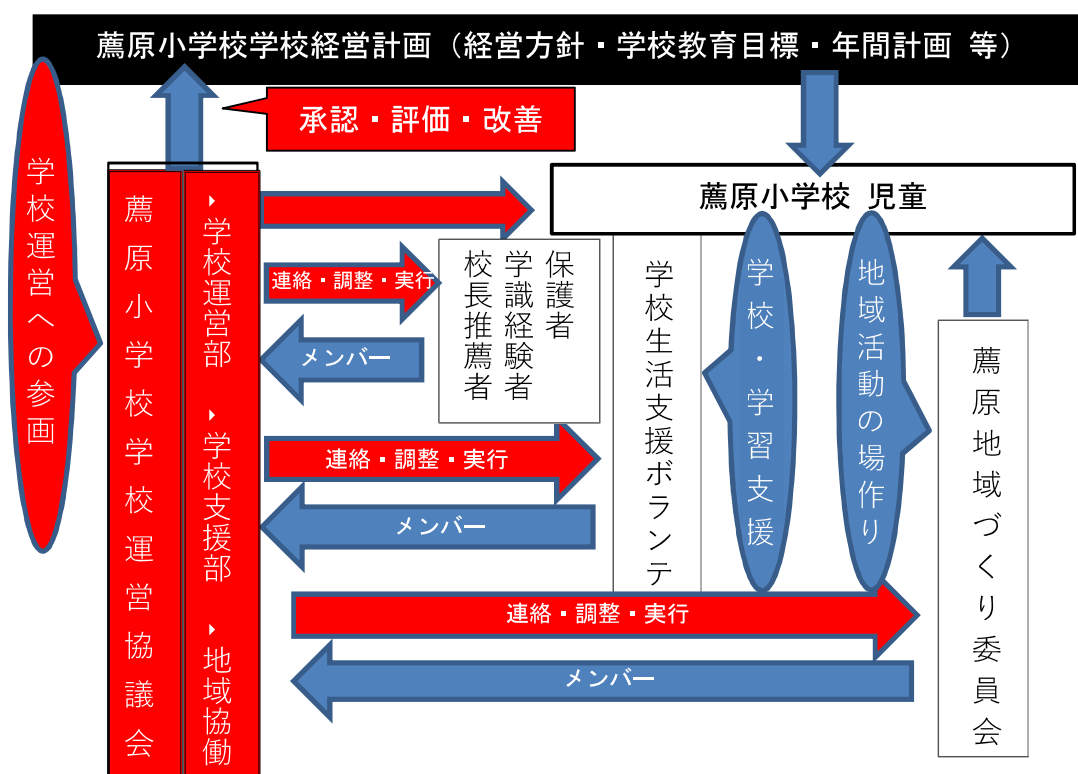 薦原小学校学校経営計画（経営方針・学校教育目標・年間計画 等）
承認・評価・改善
学校運営への参画
薦原小学校学校運営協議会
▸学校運営部 ▸学校支援部 ▸地域協働
薦原小学校 児童
連絡・調整・実行
メンバー
保護者
学識経験者
校長推薦者
連絡・調整・実行
メンバー
学校生活支援ボランテ
学校・学習支援
地域活動の場作り
薦原地域づくり委員会
連絡・調整・実行
メンバー